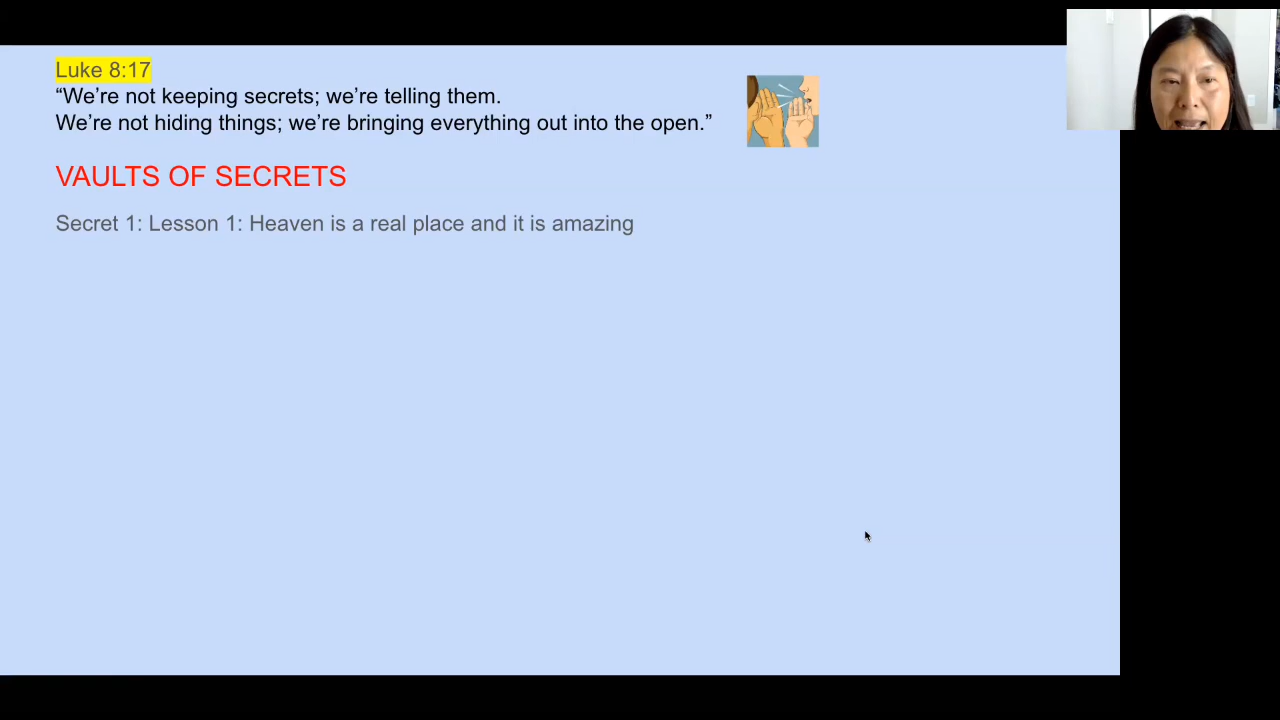 Luke 8:17
“We’re not keeping secrets; we’re telling them.
We’re not hiding things; we’re bringing everything out into the open.”
VAULTS OF SECRETS
Secret 1: Lesson 1: Heaven is a real place and it is amazing